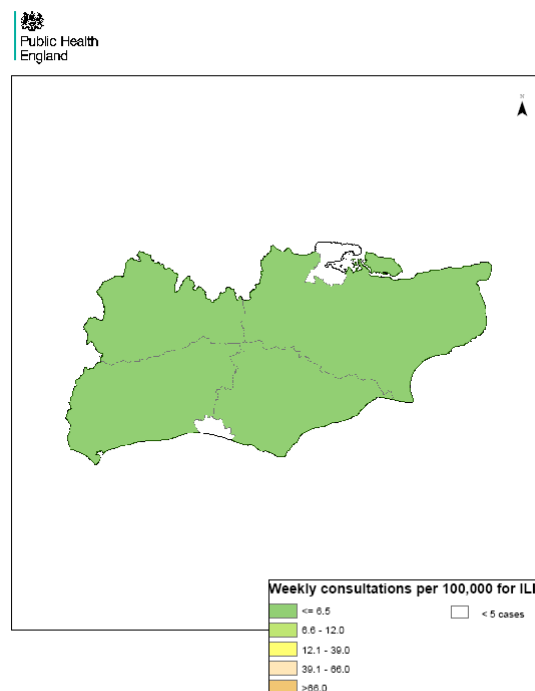 Public Health
England
N
Weekly consultations per 100,000 for ILI
<= 6.5
< 5 cases
6.6 - 12.0
12.1 - 39.0
39.1 - 66.0
>66.0